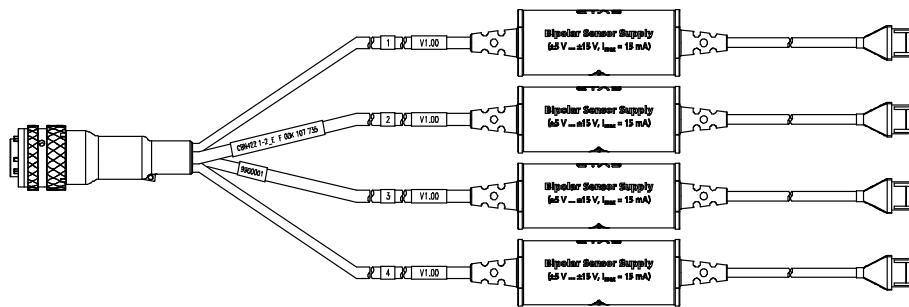 Bipolar Sensor Supply
(±5 V ... ±15 V, Imax = 15 mA)
1
V1.00
Bipolar Sensor Supply
(±5 V ... ±15 V, Imax = 15 mA)
2
V1.00
CBM422 1-2_E F 00K 107 735
9900001
Bipolar Sensor Supply
(±5 V ... ±15 V, Imax = 15 mA)
3
V1.00
Bipolar Sensor Supply
(±5 V ... ±15 V, Imax = 15 mA)
4
V1.00